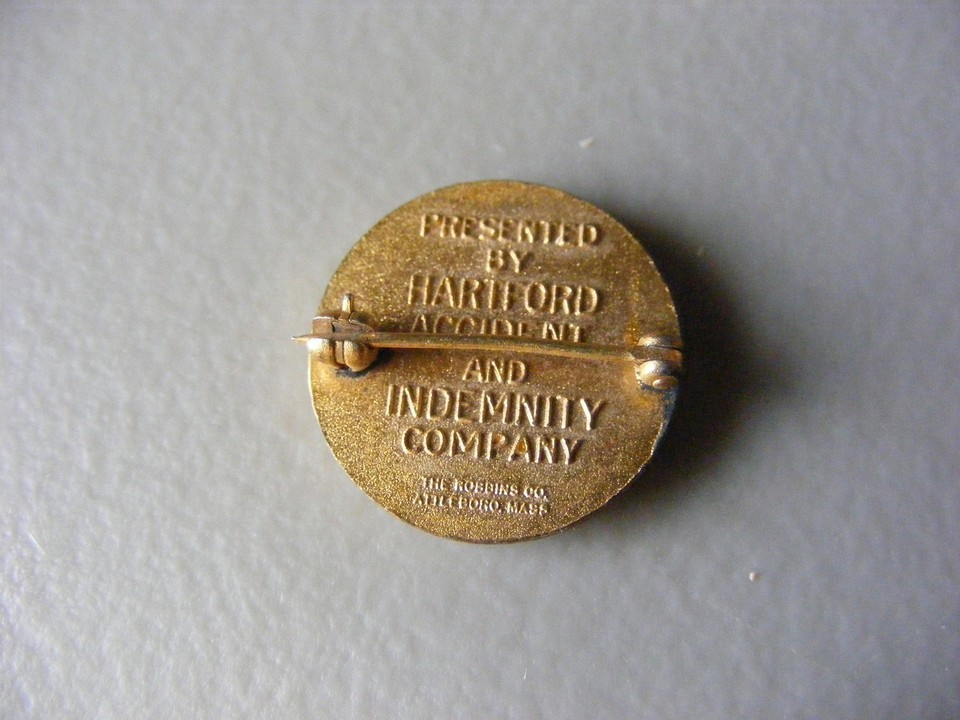 PRESENTED
BY
HARTFORD
ACCIDENT
AND
INDEMNITY
COMPANY
THE ROBBINS CO.
ATTLEBORO, MASS